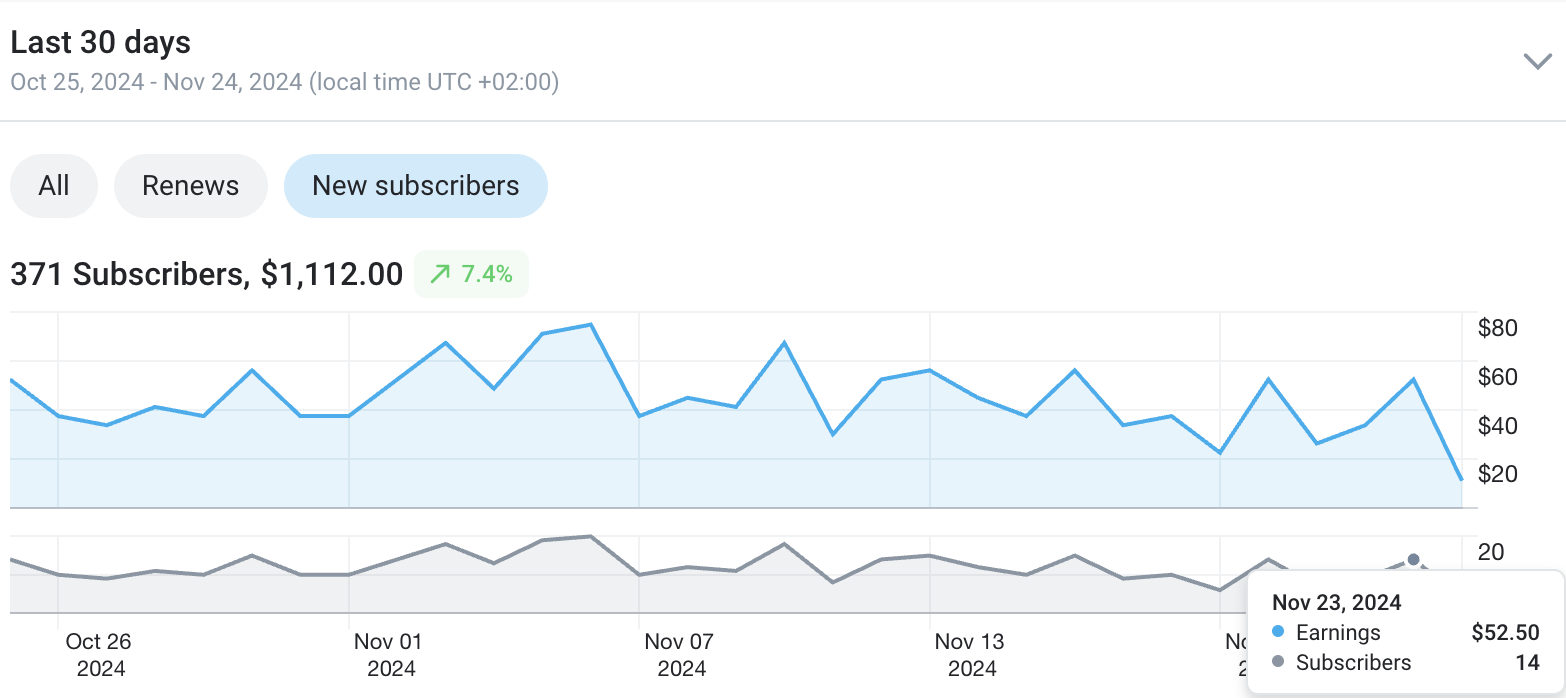 Last 30 days
Oct 25, 2024 - Nov 24, 2024 (local time UTC +02:00)
All
Renews
New subscribers
371 Subscribers, $1,112.00
7.4%
$80
$60
$40
$20
20
Oct 26
2024
Nov 01
2024
Nov 07
2024
Nov 13
2024
Nov 23, 2024
Earnings $52.50
Subscribers 14